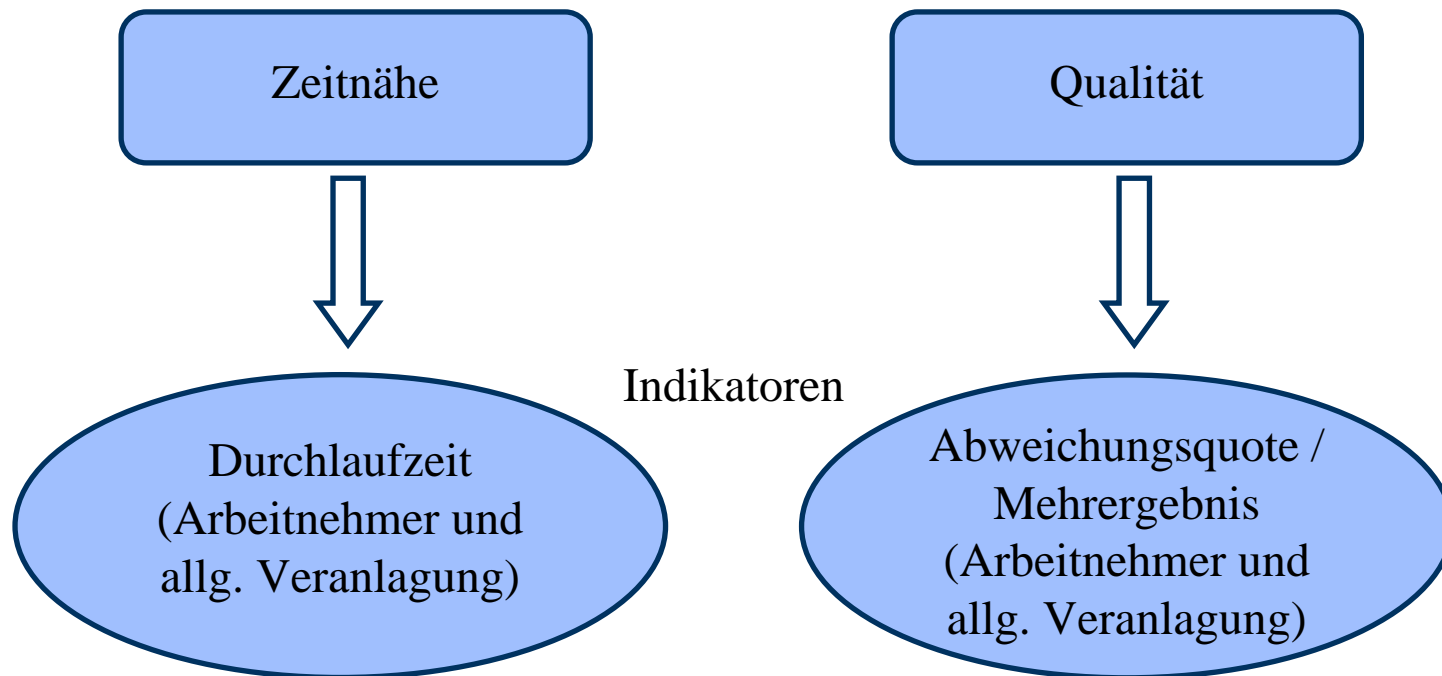 Zeitnähe
Qualität
Indikatoren
Durchlaufzeit
(Arbeitnehmer und
allg. Veranlagung)
Abweichungsquote /
Mehrergebnis
(Arbeitnehmer und
allg. Veranlagung)